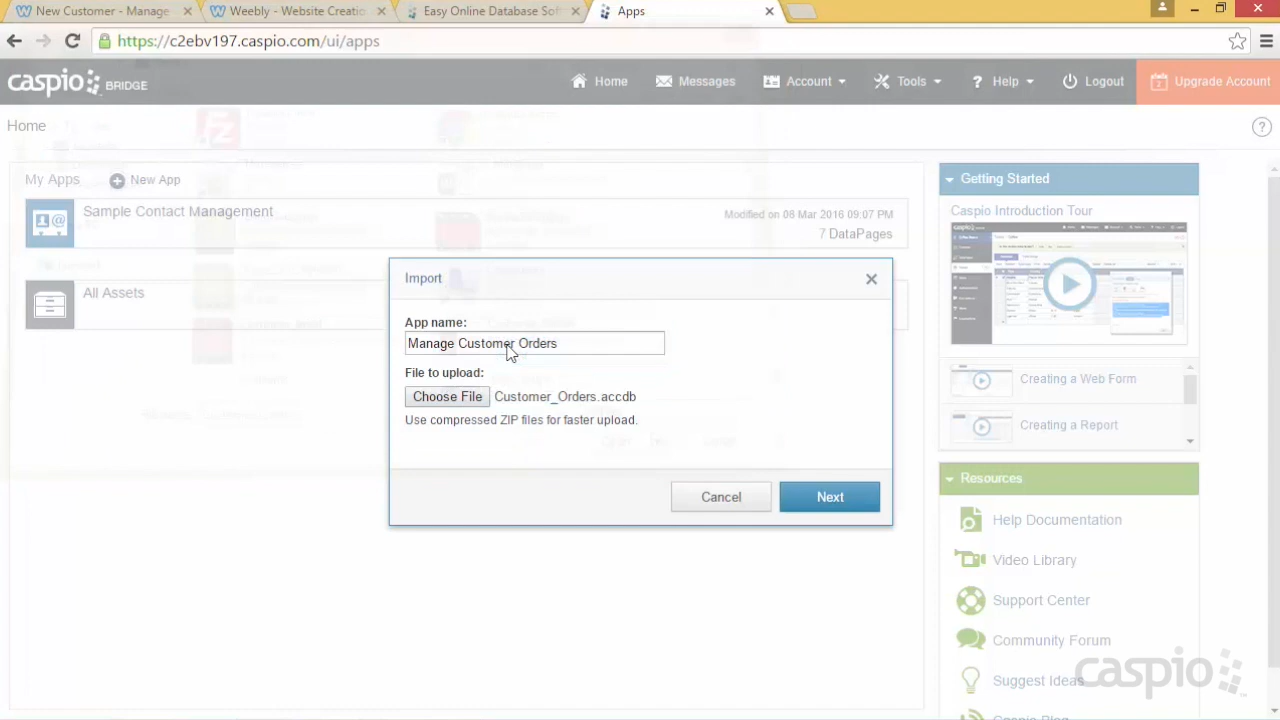 New Customer - Manage
Weebly - Website Creatio
Easy Online Database Soft
Apps
https://c2ebv197.caspio.com/ui/apps
caspio BRIDGE
Home
Messages
Account
Tools
? Help
Logout
Upgrade Account
Home
?
My Apps
+ New App
Getting Started
Sample Contact Management
Modified on 08 Mar 2016 09:07 PM
7 DataPages
Caspio Introduction Tour
All Assets
Import
App name:
Manage Customer Orders
File to upload:
Choose File Customer_Orders.accdb
Use compressed ZIP files for faster upload.
Cancel
Next
Creating a Web Form
Creating a Report
Resources
Help Documentation
Video Library
Support Center
Community Forum
Suggest Ideas
Caspio Blog
caspio